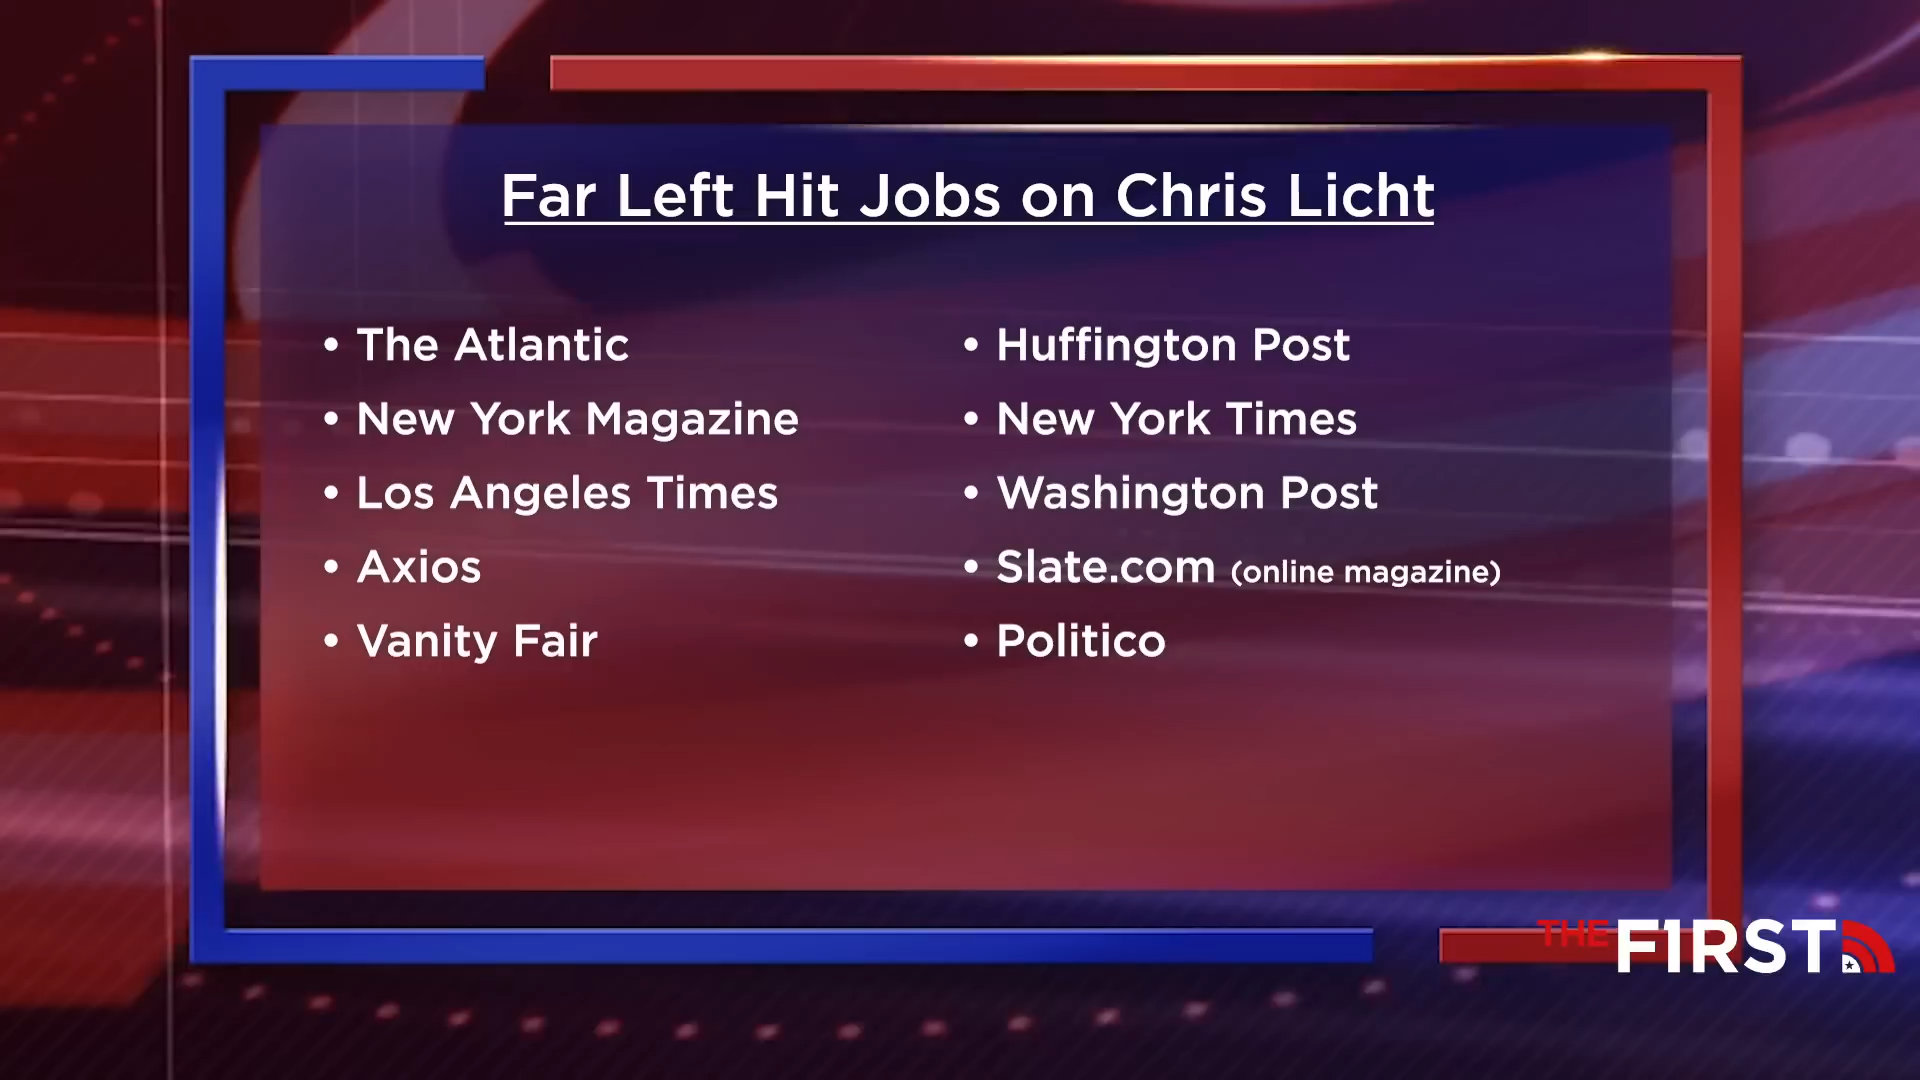 Far Left Hit Jobs on Chris Licht
• The Atlantic
• New York Magazine
• Los Angeles Times
• Axios
• Vanity Fair
• Huffington Post
• New York Times
• Washington Post
• Slate.com (online magazine)
• Politico
THE FIRST